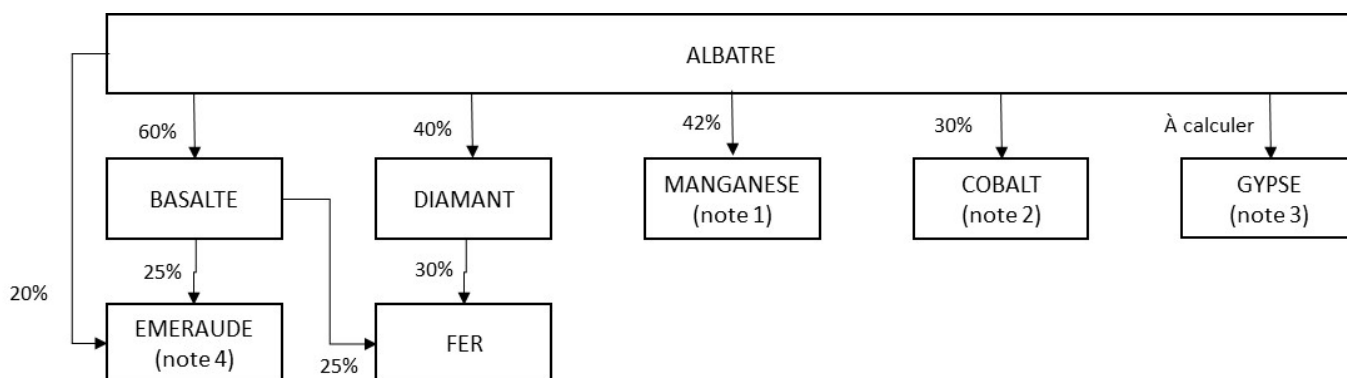 ALBATRE
60%
40%
42%
30%
À calculer
BASALTE
DIAMANT
MANGANESE
(note 1)
COBALT
(note 2)
GYPSE
(note 3)
20%
25%
30%
EMERAUDE
(note 4)
25%
FER